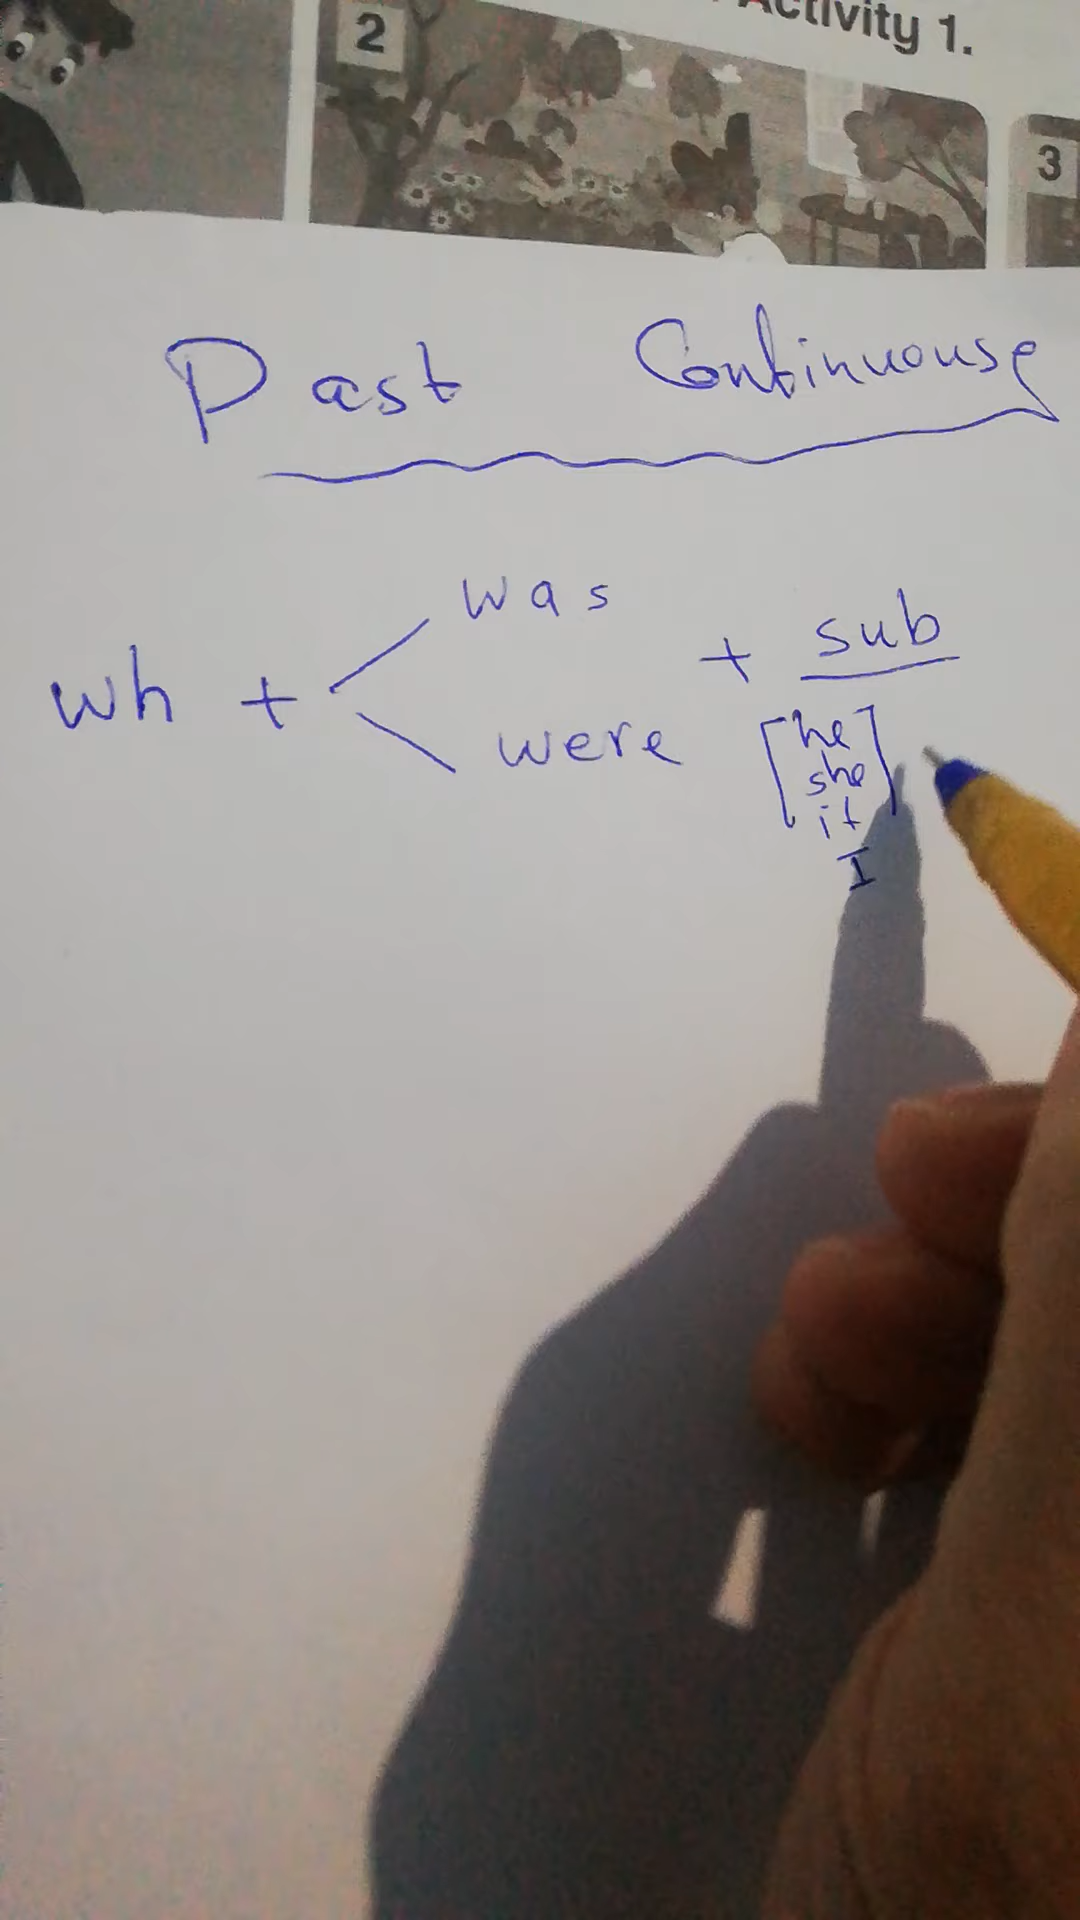 Activity 1.
2
3
Past Continuouse
was
wh + + sub
were
he
she
it
I